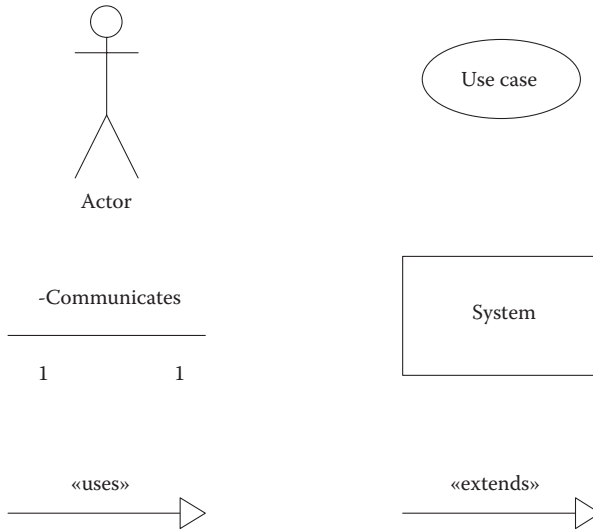 Use case
Actor
-Communicates
System
1 1
«uses»
«extends»